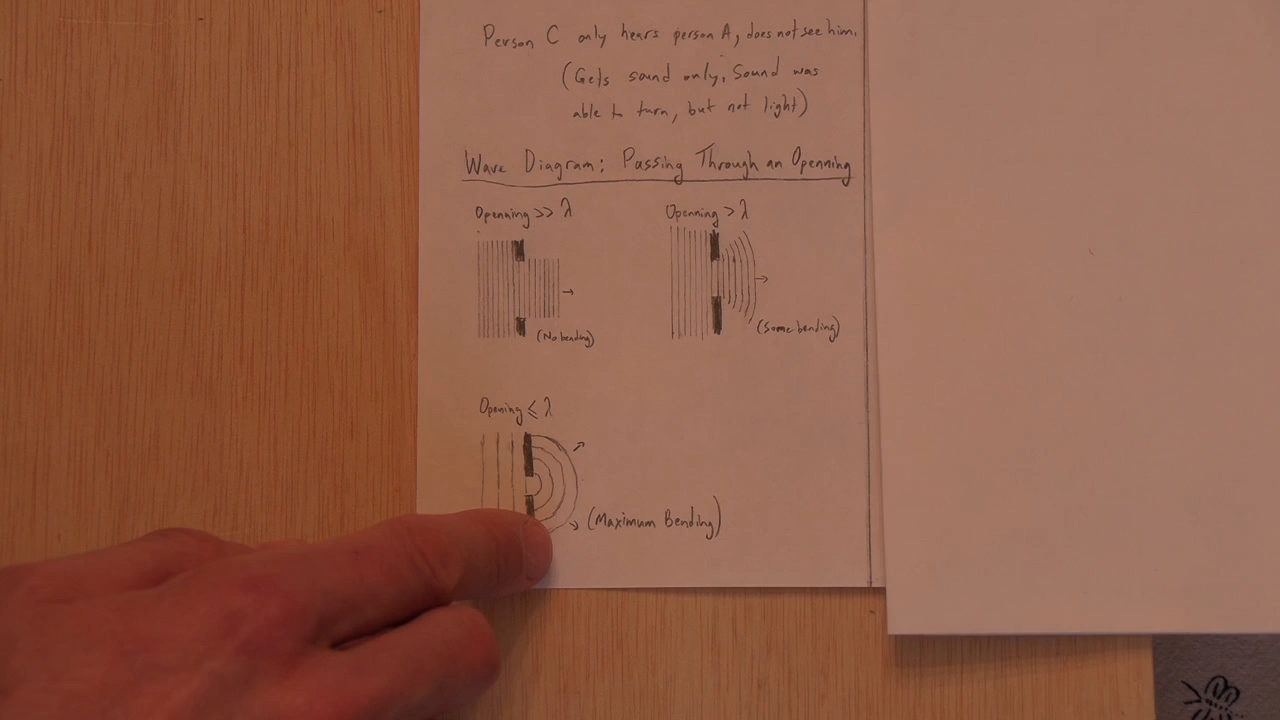 Person C only hears person A, does not see him.
(Gets sound only, Sound was
able to turn, but not light)
Wave Diagram: Passing Through an Openning
Openning >> λ
Openning > λ
(No bending)
(Some bending)
Opening ≤ λ
(Maximum Bending)